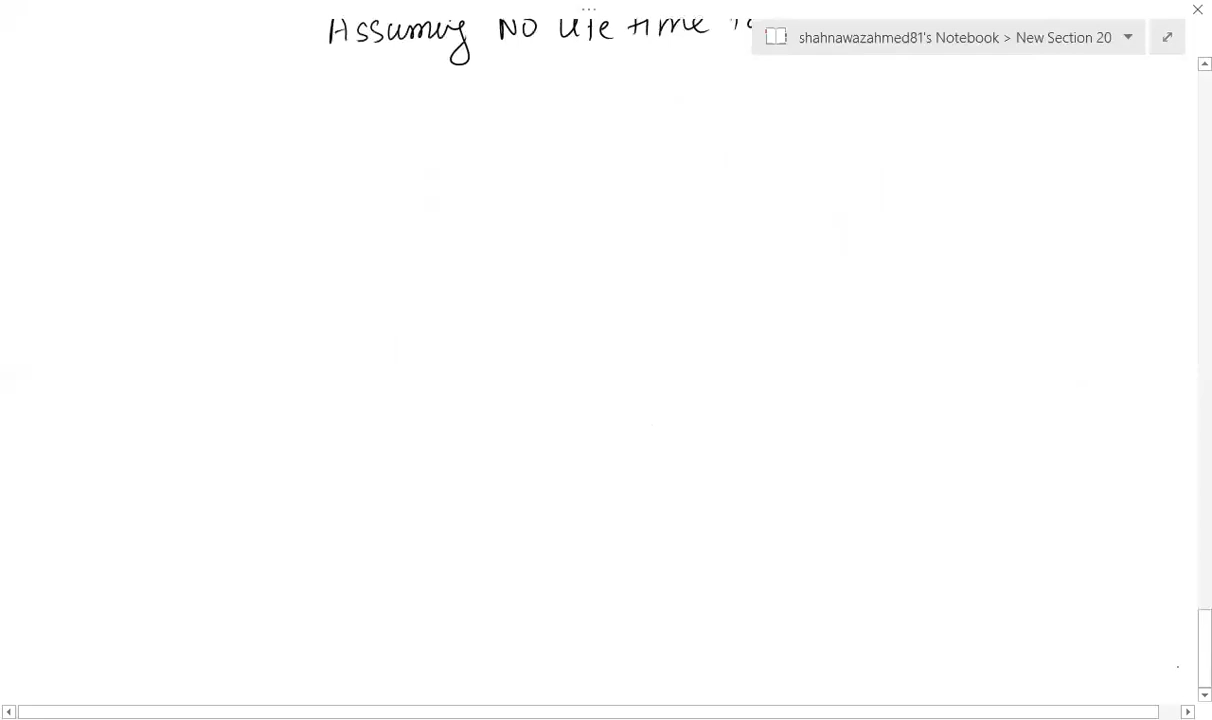 Assuming NO life time
shahnawazahmed81's Notebook > New Section 20